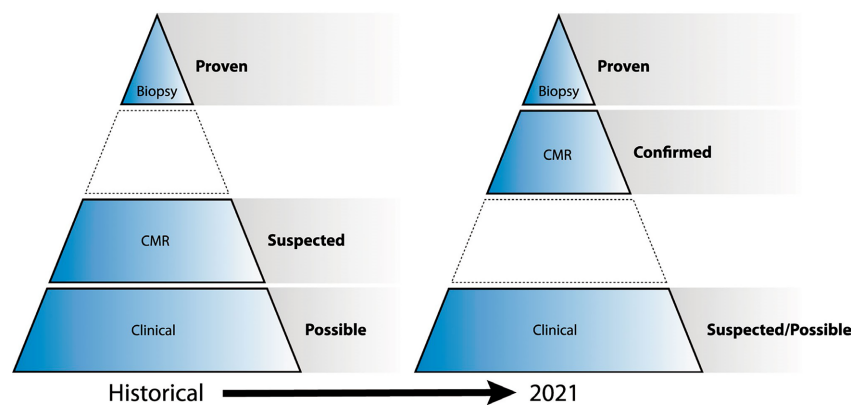 Proven
Biopsy
CMR
Suspected
Clinical
Possible
Proven
Biopsy
CMR
Confirmed
Clinical
Suspected/Possible
Historical
2021